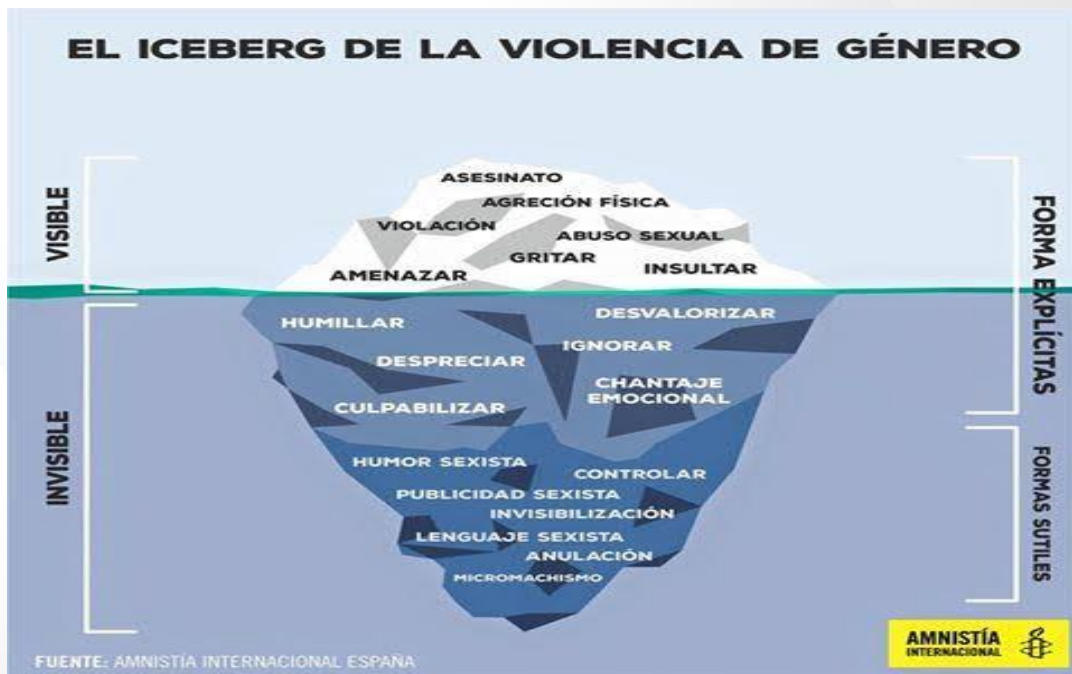 EL ICEBERG DE LA VIOLENCIA DE GÉNERO
VISIBLE
ASESINATO
AGRECIÓN FÍSICA
VIOLACIÓN
ABUSO SEXUAL
GRITAR
AMENAZAR
INSULTAR
FORMA EXPLÍCITAS
INVISIBLE
HUMILLAR
DESVALORIZAR
IGNORAR
DESPRECIAR
CHANTAJE
EMOCIONAL
CULPABILIZAR
FORMAS SUTILES
HUMOR SEXISTA
CONTROLAR
PUBLICIDAD SEXISTA
INVISIBILIZACIÓN
LENGUAJE SEXISTA
ANULACIÓN
MICROMACHISMO
AMNISTÍA
INTERNACIONAL
FUENTE: AMNISTÍA INTERNACIONAL ESPAÑA